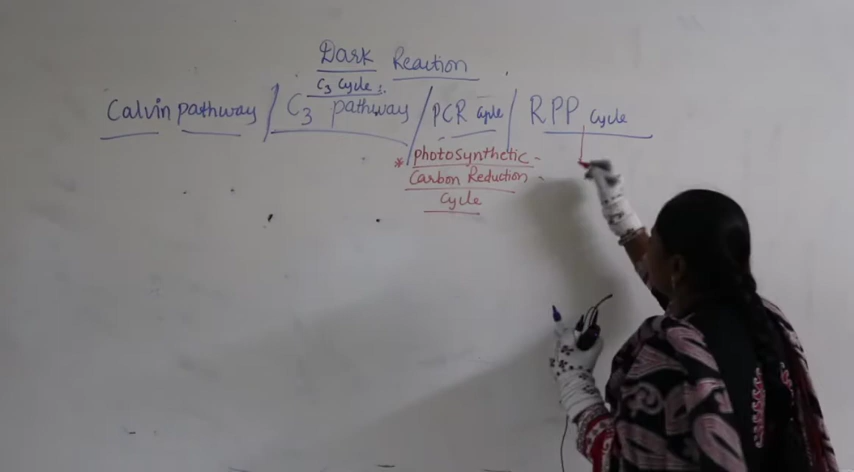 Dark Reaction
C3 Cycle:
Calvin pathway / C3 pathway / PCR Cycle / RPP Cycle
* Photosynthetic -
Carbon Reduction -
Cycle